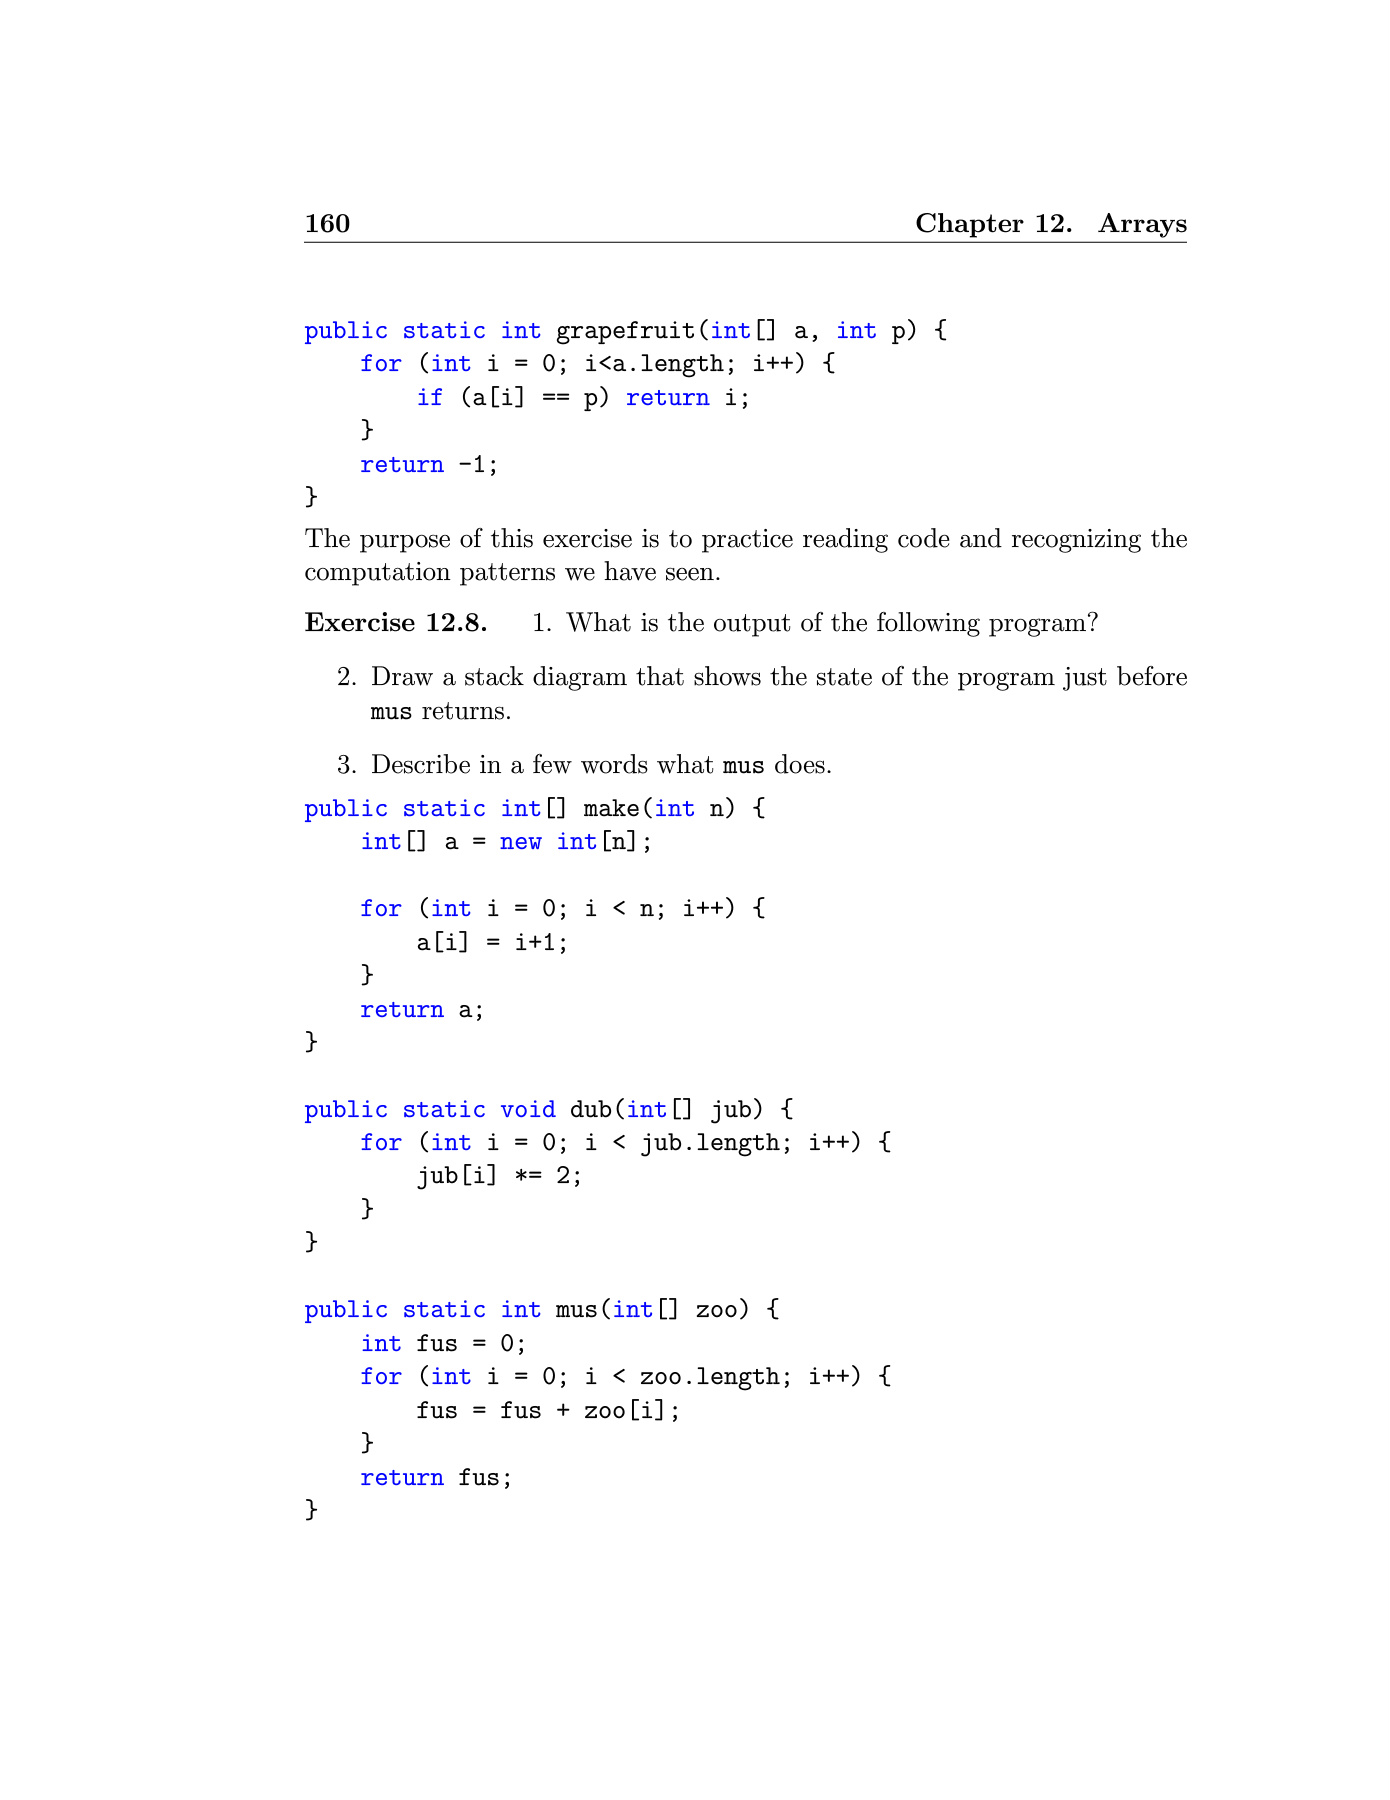 160 Chapter 12. Arrays
public static int grapefruit(int[] a, int p) {
    for (int i = 0; i<a.length; i++) {
        if (a[i] == p) return i;
    }
    return -1;
}
The purpose of this exercise is to practice reading code and recognizing the
computation patterns we have seen.
Exercise 12.8. 1. What is the output of the following program?
2. Draw a stack diagram that shows the state of the program just before
mus returns.
3. Describe in a few words what mus does.
public static int[] make(int n) {
    int[] a = new int[n];
    for (int i = 0; i < n; i++) {
        a[i] = i+1;
    }
    return a;
}
public static void dub(int[] jub) {
    for (int i = 0; i < jub.length; i++) {
        jub[i] *= 2;
    }
}
public static int mus(int[] zoo) {
    int fus = 0;
    for (int i = 0; i < zoo.length; i++) {
        fus = fus + zoo[i];
    }
    return fus;
}